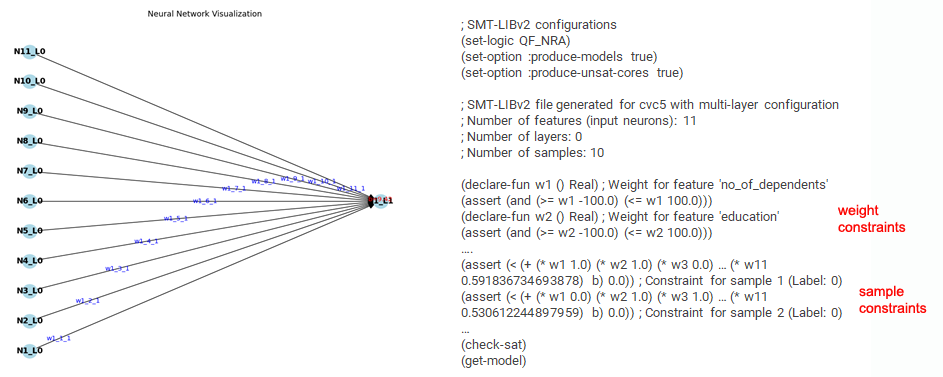 Neural Network Visualization
N11_L0
N10_L0
N9_L0
N8_L0
N7_L0
N6_L0
N5_L0
N4_L0
N3_L0
N2_L0
N1_L0
w1_11_1
w1_10_1
w1_9_1
w1_8_1
w1_7_1
w1_6_1
w1_5_1
w1_4_1
w1_3_1
w1_2_1
w1_1_1
; SMT-LIBv2 configurations
(set-logic QF_NRA)
(set-option :produce-models true)
(set-option :produce-unsat-cores true)
; SMT-LIBv2 file generated for cvc5 with multi-layer configuration
; Number of features (input neurons): 11
; Number of layers: 0
; Number of samples: 10
(declare-fun w1 () Real) ; Weight for feature 'no_of_dependents'
(assert (and (>= w1 -100.0) (<= w1 100.0)))
(declare-fun w2 () Real) ; Weight for feature 'education'
(assert (and (>= w2 -100.0) (<= w2 100.0)))
....
(assert (< (+ (* w1 1.0) (* w2 1.0) (* w3 0.0) … (* w11
0.591836734693878) b) 0.0)) ; Constraint for sample 1 (Label: 0)
(assert (< (+ (* w1 0.0) (* w2 1.0) (* w3 1.0) … (* w11
0.530612244897959) b) 0.0)) ; Constraint for sample 2 (Label: 0)
…
(check-sat)
(get-model)
weight
constraints
sample
constraints